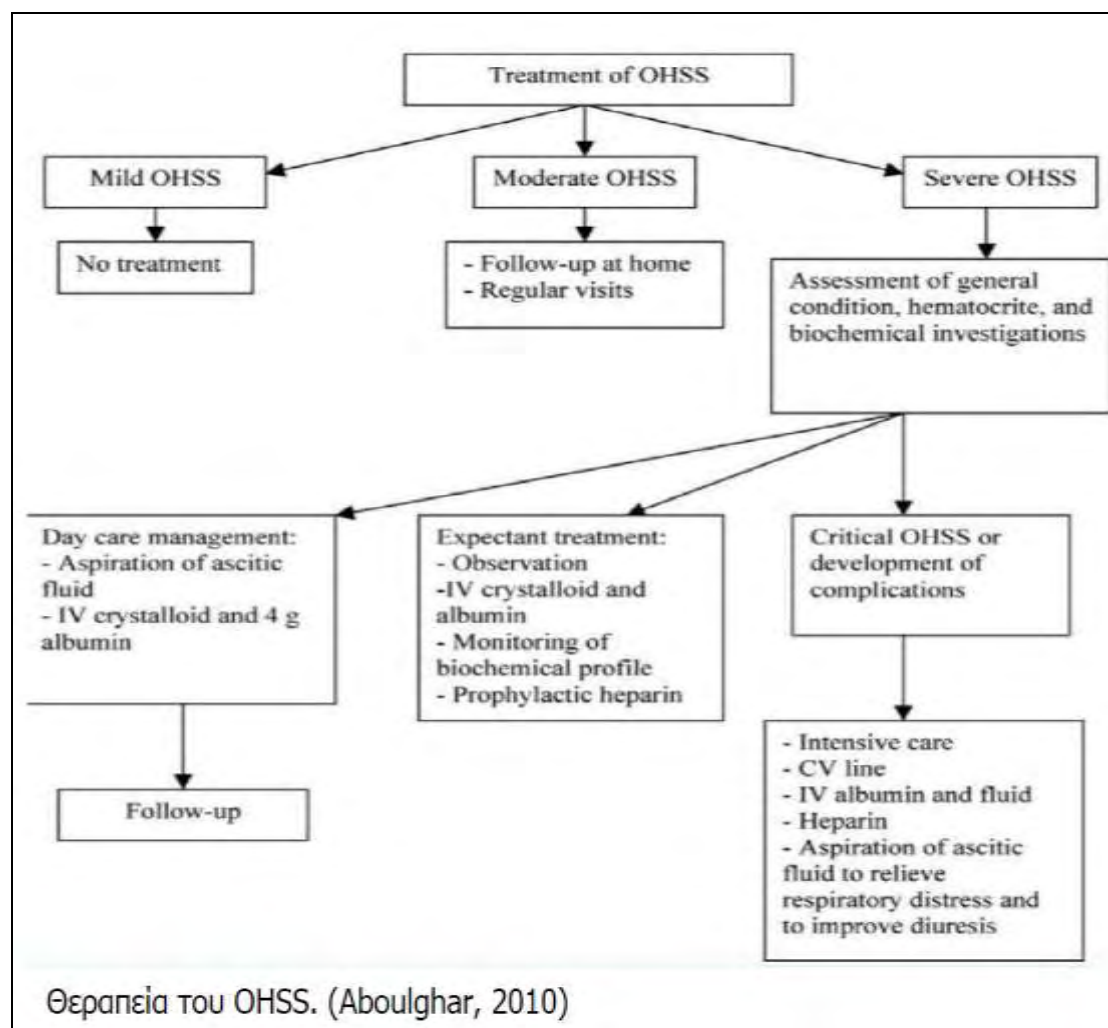 Treatment of OHSS
Mild OHSS
Moderate OHSS
Severe OHSS
No treatment
- Follow-up at home
- Regular visits
Assessment of general
condition, hematocrite, and
biochemical investigations
Day care management:
- Aspiration of ascitic
fluid
- IV crystalloid and 4 g
albumin
Expectant treatment:
- Observation
-IV crystalloid and
albumin
- Monitoring of
biochemical profile
- Prophylactic heparin
Critical OHSS or
development of
complications
Follow-up
- Intensive care
- CV line
- IV albumin and fluid
- Heparin
- Aspiration of ascitic
fluid to relieve
respiratory distress and
to improve diuresis
Θεραπεία του OHSS. (Aboulghar, 2010)